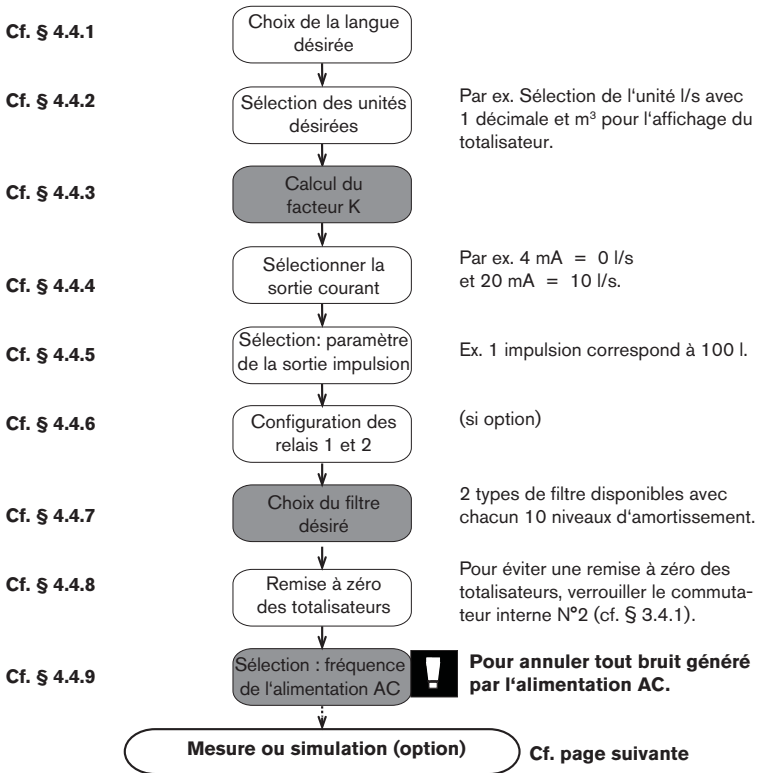 Cf. § 4.4.1
Choix de la langue
désirée
Cf. § 4.4.2
Sélection des unités
désirées
Par ex. Sélection de l'unité l/s avec
1 décimale et m³ pour l'affichage du
totalisateur.
Cf. § 4.4.3
Calcul du
facteur K
Cf. § 4.4.4
Sélectionner la
sortie courant
Par ex. 4 mA = 0 l/s
et 20 mA = 10 l/s.
Cf. § 4.4.5
Sélection: paramètre
de la sortie impulsion
Ex. 1 impulsion correspond à 100 l.
Cf. § 4.4.6
Configuration des
relais 1 et 2
(si option)
Cf. § 4.4.7
Choix du filtre
désiré
2 types de filtre disponibles avec
chacun 10 niveaux d'amortissement.
Cf. § 4.4.8
Remise à zéro
des totalisateurs
Pour éviter une remise à zéro des
totalisateurs, verrouiller le commuta-
teur interne N°2 (cf. § 3.4.1).
Cf. § 4.4.9
Sélection : fréquence
de l'alimentation AC
!
Pour annuler tout bruit généré
par l'alimentation AC.
Mesure ou simulation (option)
Cf. page suivante